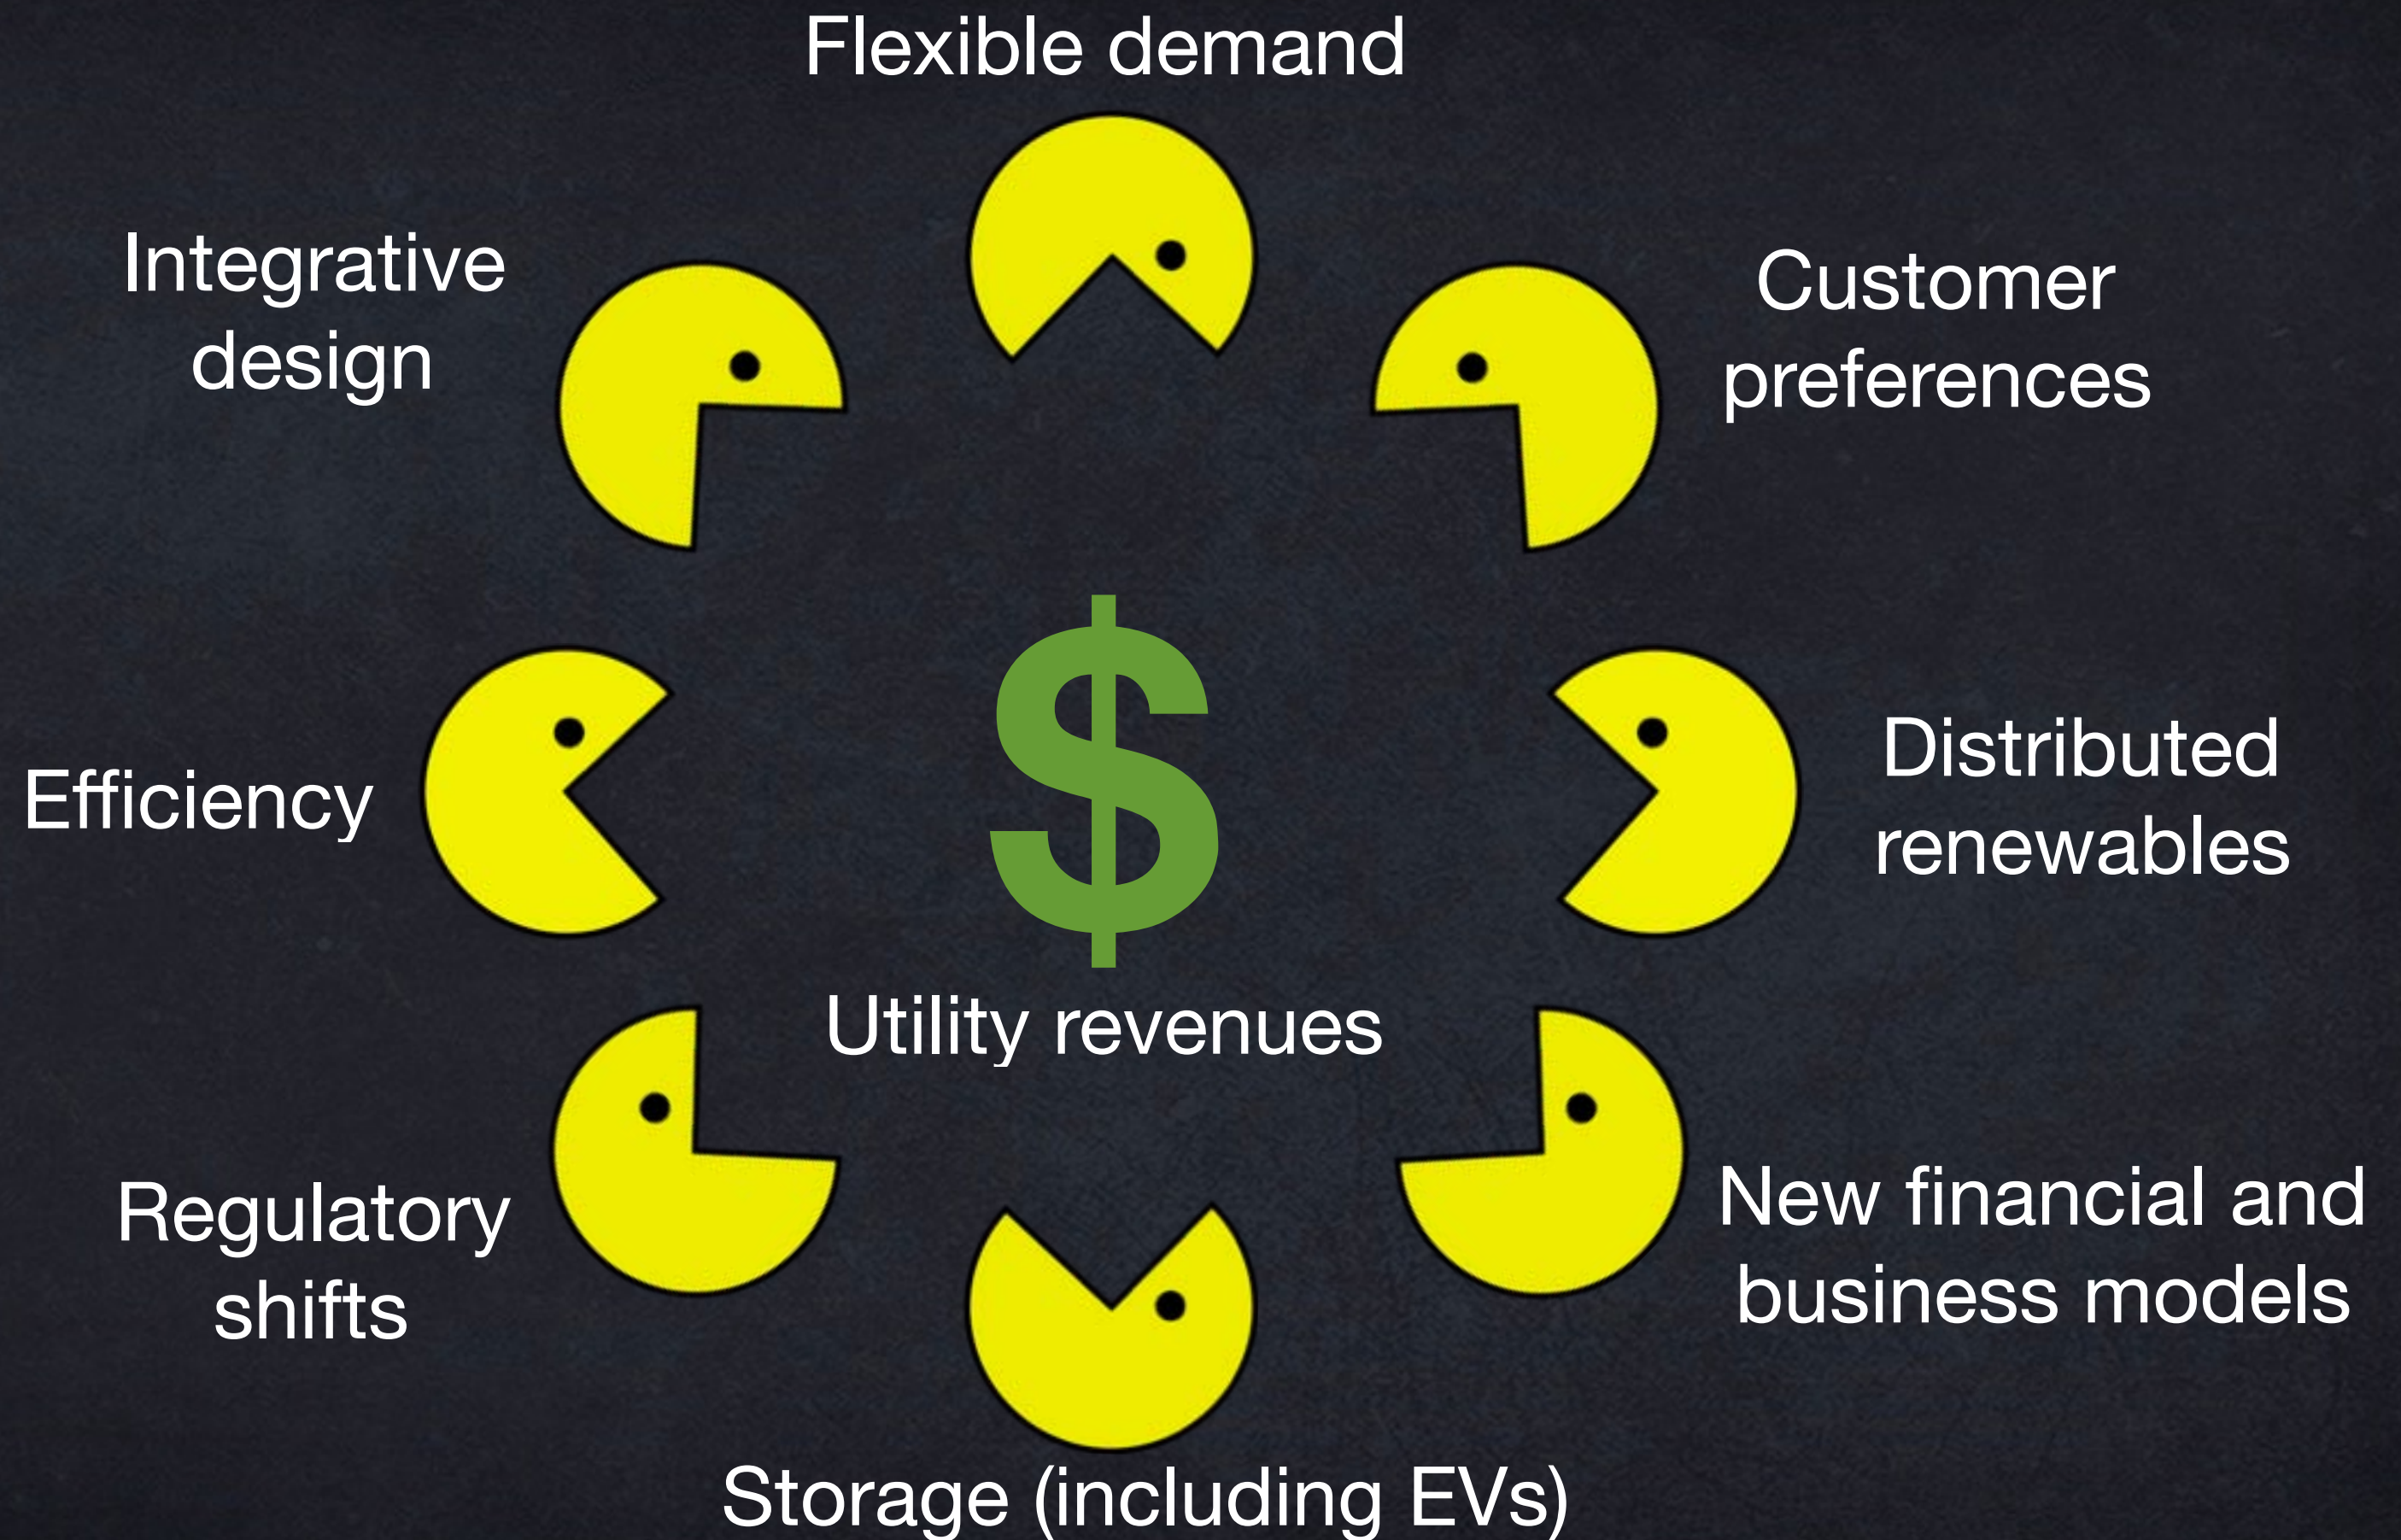 Flexible demand
Integrative
design
Customer
preferences
Efficiency
$
Distributed
renewables
Utility revenues
Regulatory
shifts
New financial and
business models
Storage (including EVs)